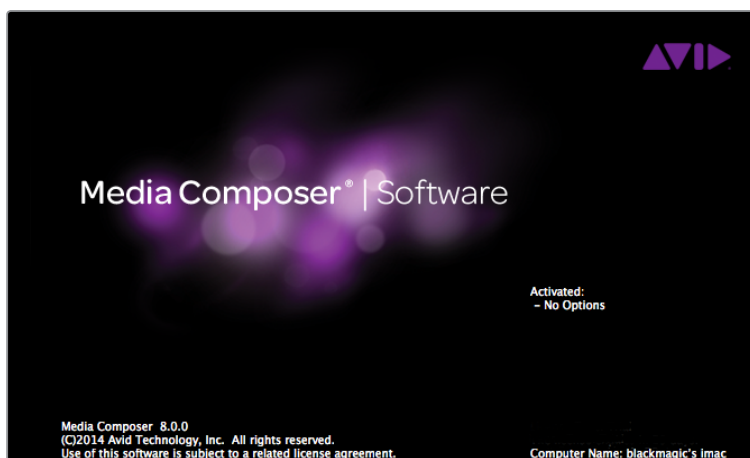 AVID
Media Composer® | Software
Activated:
– No Options
Media Composer 8.0.0
(C)2014 Avid Technology, Inc. All rights reserved.
Use of this software is subject to a related license agreement.
Computer Name: blackmagic's imac